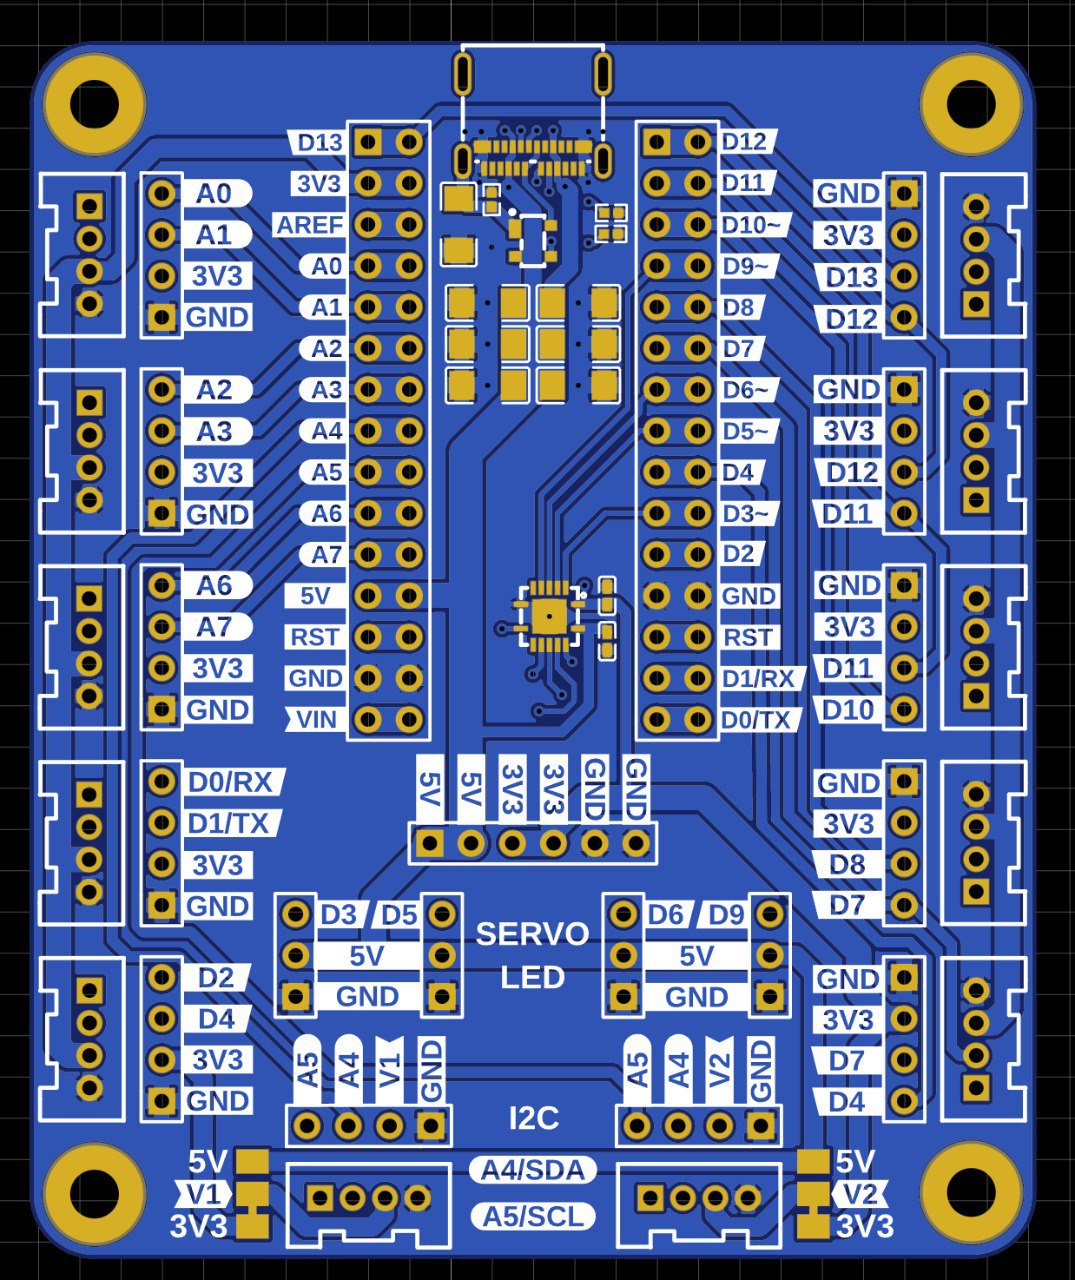 D13
3V3
AREF
A0
A1
A2
A3
A4
A5
A6
A7
5V
RST
GND
VIN
D12
D11
D10~
D9~
D8
D7
D6~
D5~
D4
D3~
D2
GND
RST
D1/RX
D0/TX
A0
A1
3V3
GND
A2
A3
3V3
GND
A6
A7
3V3
GND
D0/RX
D1/TX
3V3
GND
D2
D4
3V3
GND
GND
3V3
D13
D12
GND
3V3
D12
D11
GND
3V3
D11
D10
GND
3V3
D8
D7
GND
3V3
D7
D4
5V 5V 3V3 3V3 GND GND
D3 D5
5V
GND
SERVO
LED
D6 D9
5V
GND
A5 A4 V1 GND
I2C
A5 A4 V2 GND
5V
V1
3V3
A4/SDA
A5/SCL
5V
V2
3V3